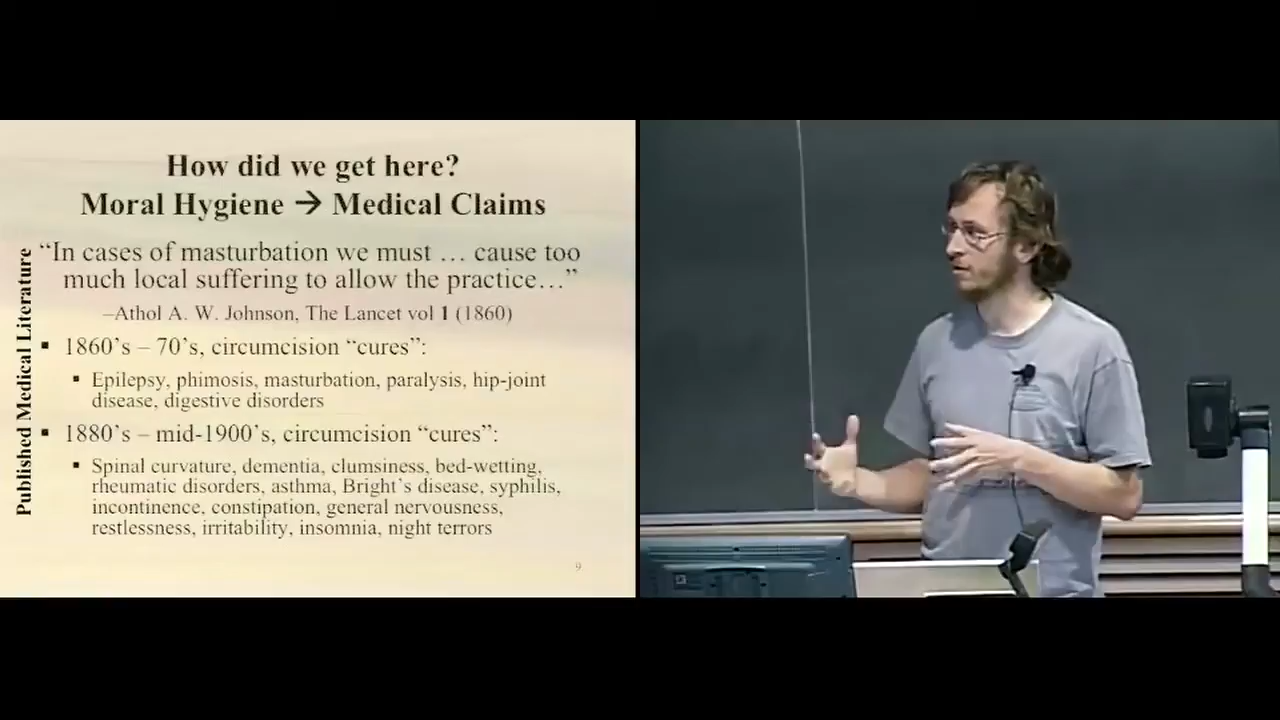 How did we get here?
Moral Hygiene → Medical Claims
Published Medical Literature
“In cases of masturbation we must … cause too
much local suffering to allow the practice…”
–Athol A. W. Johnson, The Lancet vol 1 (1860)
▪ 1860’s – 70’s, circumcision “cures”:
▪ Epilepsy, phimosis, masturbation, paralysis, hip-joint
disease, digestive disorders
▪ 1880’s – mid-1900’s, circumcision “cures”:
▪ Spinal curvature, dementia, clumsiness, bed-wetting,
rheumatic disorders, asthma, Bright’s disease, syphilis,
incontinence, constipation, general nervousness,
restlessness, irritability, insomnia, night terrors
9